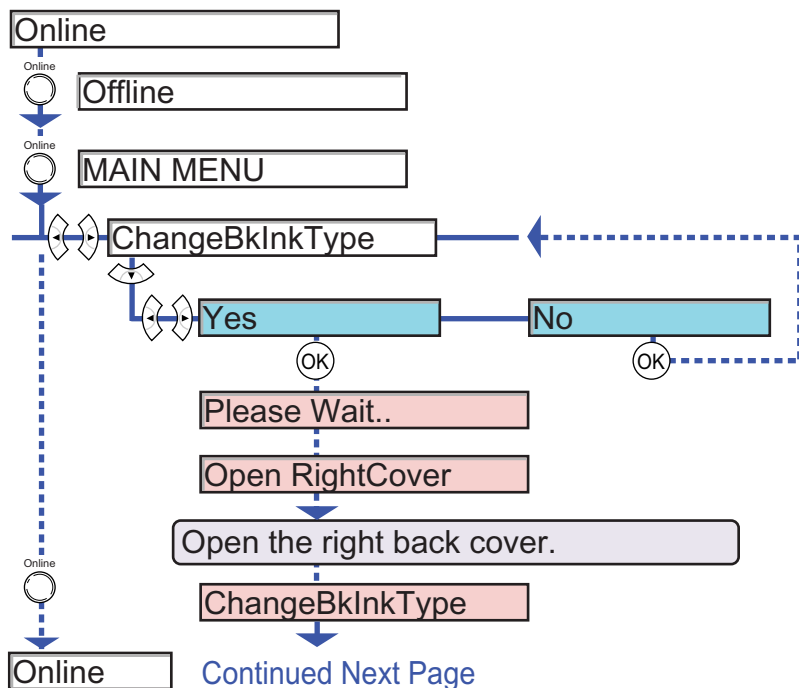 Online
Online
Offline
Online
MAIN MENU
ChangeBkInkType
Yes
No
OK
OK
Please Wait..
Open RightCover
Open the right back cover.
Online
ChangeBkInkType
Online
Continued Next Page